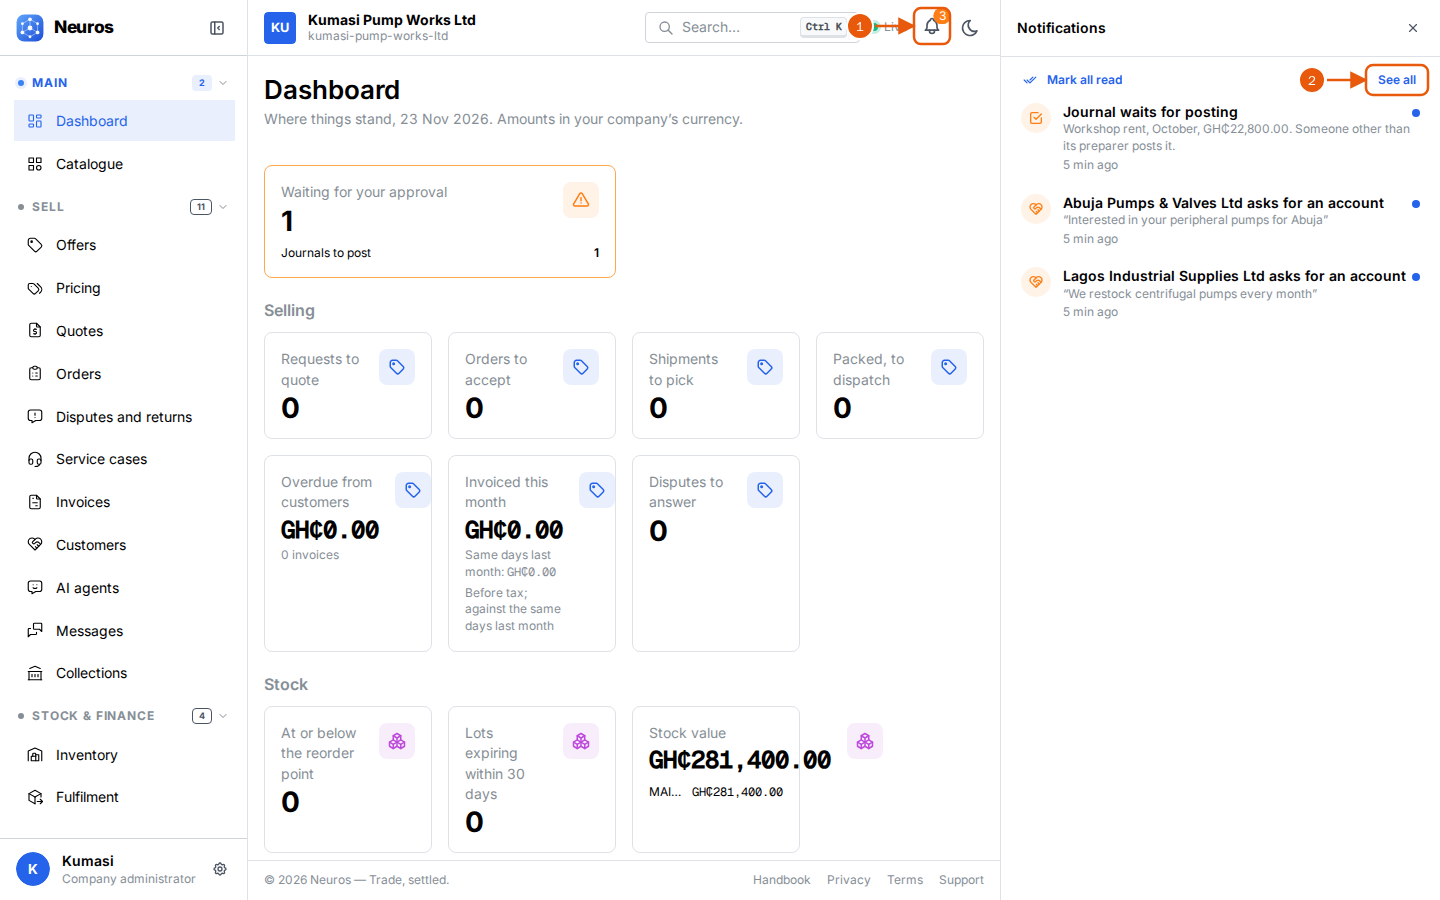 Neuros
MAIN
2
Dashboard
Catalogue
SELL
11
Offers
Pricing
Quotes
Orders
Disputes and returns
Service cases
Invoices
Customers
AI agents
Messages
Collections
STOCK & FINANCE
4
Inventory
Fulfilment
K
Kumasi
Company administrator
KU
Kumasi Pump Works Ltd
kumasi-pump-works-ltd
Search...
Ctrl K
1
3
Dashboard
Where things stand, 23 Nov 2026. Amounts in your company's currency.
Waiting for your approval
1
Journals to post
1
Selling
Requests to
quote
0
Orders to
accept
0
Shipments
to pick
0
Packed, to
dispatch
0
Overdue from
customers
GH₵0.00
0 invoices
Invoiced this
month
GH₵0.00
Same days last
month: GH₵0.00
Before tax;
against the same
days last month
Disputes to
answer
0
Stock
At or below
the reorder
point
0
Lots
expiring
within 30
days
0
Stock value
GH₵281,400.00
MAI... GH₵281,400.00
© 2026 Neuros — Trade, settled.
Handbook
Privacy
Terms
Support
Notifications
Mark all read
2
See all
Journal waits for posting
Workshop rent, October, GH₵22,800.00. Someone other than
its preparer posts it.
5 min ago
Abuja Pumps & Valves Ltd asks for an account
“Interested in your peripheral pumps for Abuja”
5 min ago
Lagos Industrial Supplies Ltd asks for an account
“We restock centrifugal pumps every month”
5 min ago